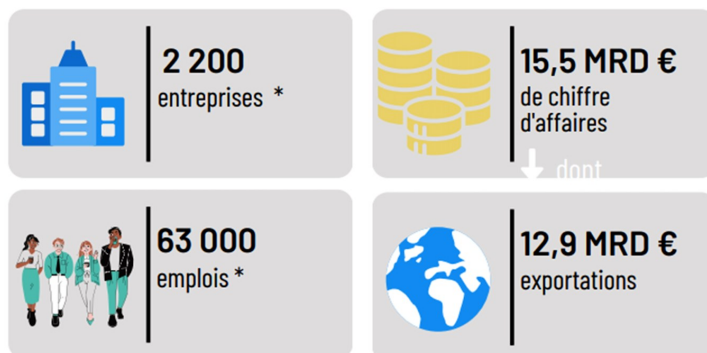 2 200
entreprises *
15,5 MRD €
de chiffre
d'affaires
dont
63 000
emplois *
12,9 MRD €
exportations